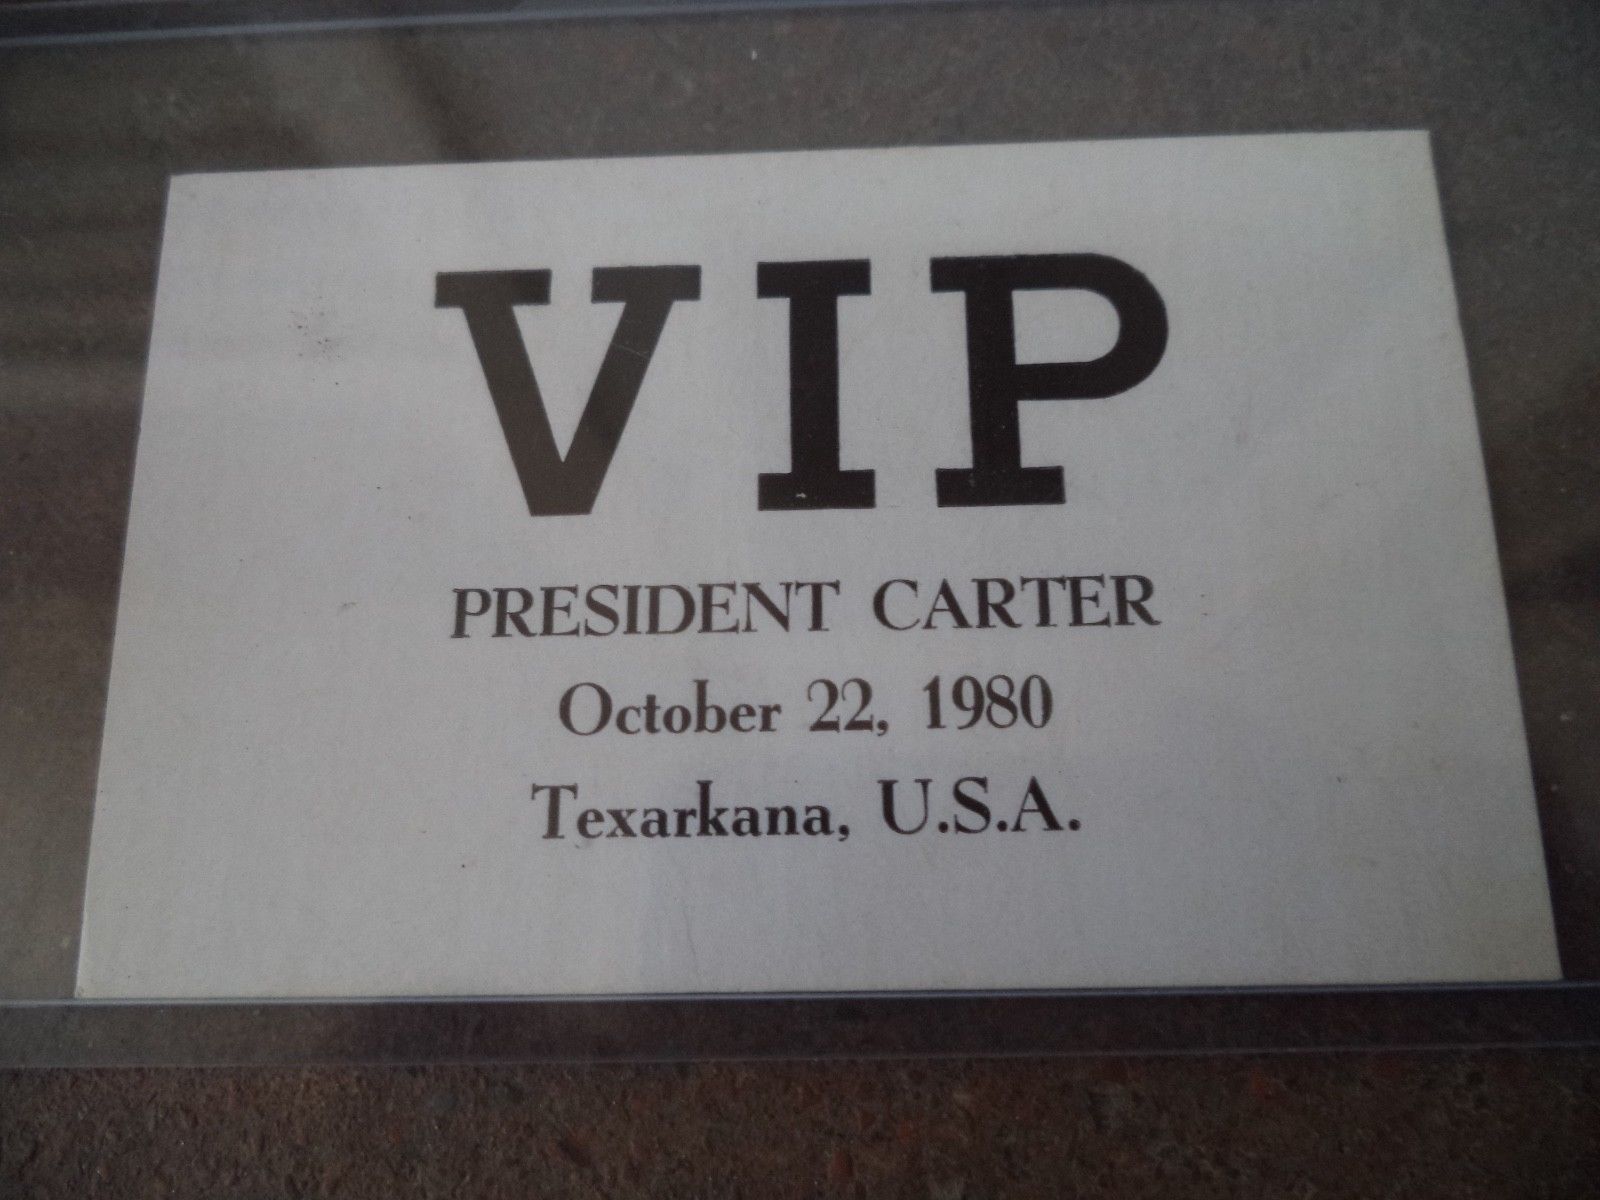 VIP
PRESIDENT CARTER
October 22, 1980
Texarkana, U.S.A.